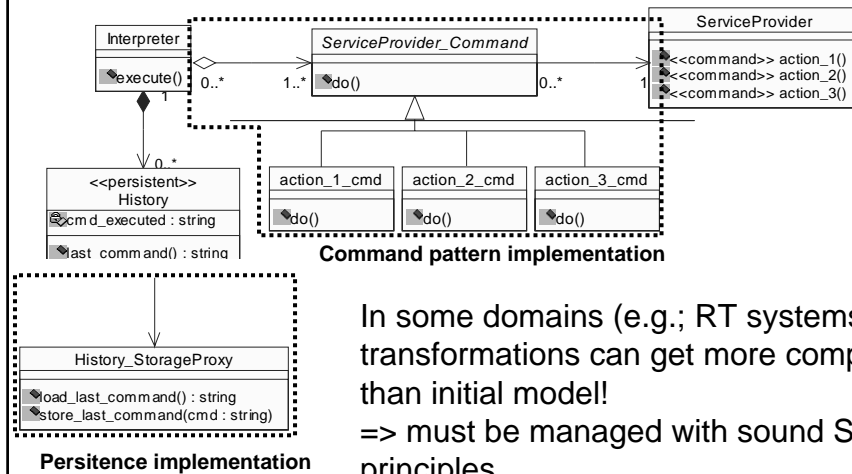 Interpreter
execute()
0..*
1
0..*
1..*
ServiceProvider_Command
do()
0..*
1
ServiceProvider
<<command>> action_1()
<<command>> action_2()
<<command>> action_3()
<<persistent>>
History
cmd_executed : string
last_command() : string
action_1_cmd
do()
action_2_cmd
do()
action_3_cmd
do()
Command pattern implementation
History_StorageProxy
load_last_command() : string
store_last_command(cmd : string)
Persitence implementation
In some domains (e.g.; RT systems
transformations can get more comp
than initial model!
=> must be managed with sound S
principles